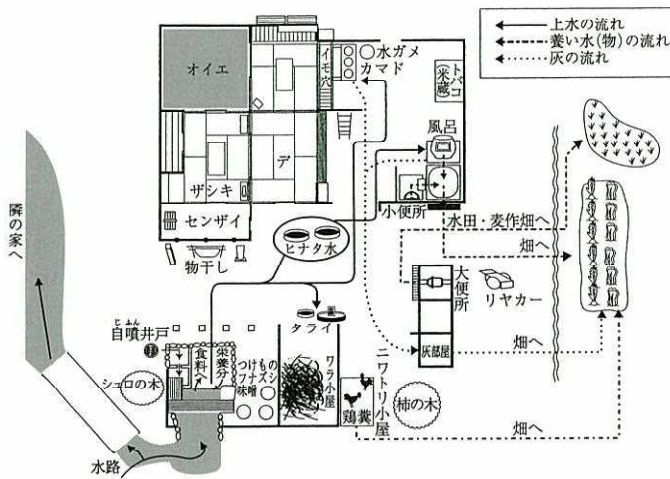 上水の流れ
養い水(物)の流れ
灰の流れ
オイエ
イモ穴
水ガメ
カマド
トバコ
(米蔵)
風呂
ザシキ
デ
小便所
センザイ
ヒナタ水
物干し
水田・麦作畑へ
畑へ
大便所
リヤカー
隣の家へ
じふん
自噴井戸
タライ
灰部屋
畑へ
シュロの木
食料へ
栄養分
つけもの
フナズシ
味噌
ワラ小屋
ニワトリ小屋
鶏糞
柿の木
畑へ
水路